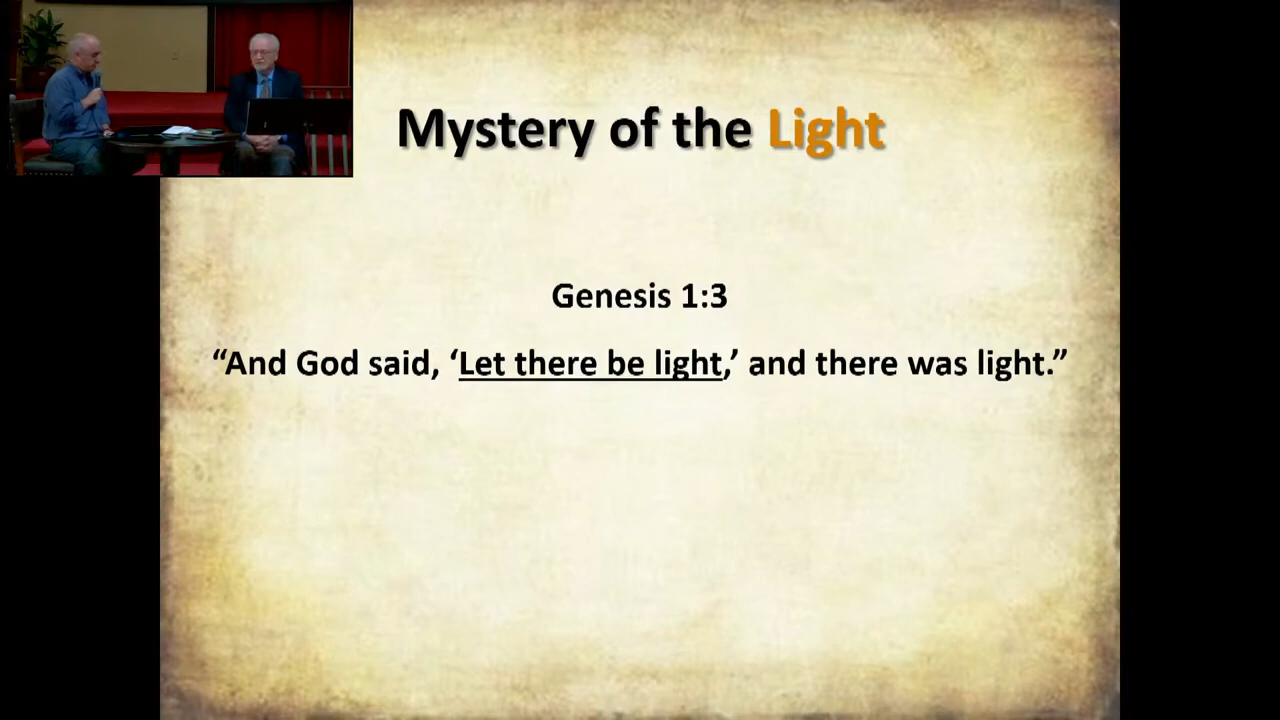 Mystery of the Light
Genesis 1:3
“And God said, ‘Let there be light,’ and there was light.”